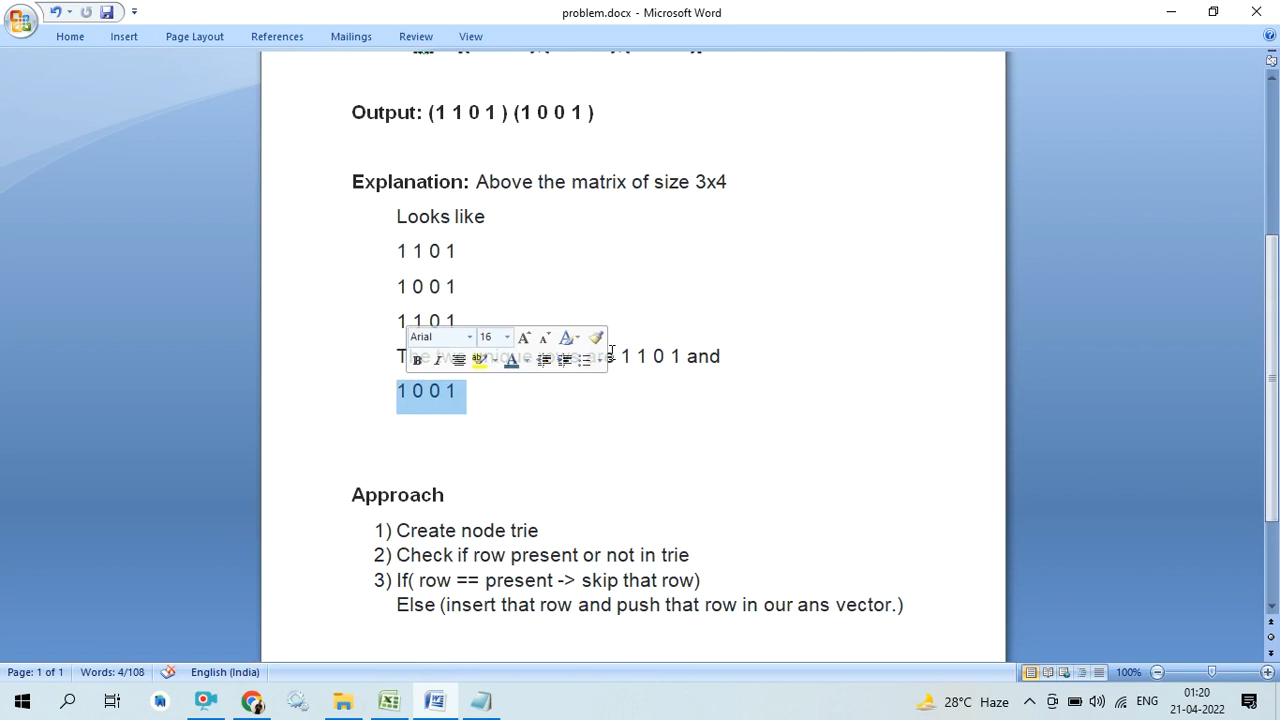 problem.docx - Microsoft Word
Home Insert Page Layout References Mailings Review View
Output: (1 1 0 1 ) (1 0 0 1 )
Explanation: Above the matrix of size 3x4
Looks like
1 1 0 1
1 0 0 1
1 1 0 1
Arial 16
The two unique rows are 1 1 0 1 and
1 0 0 1
Approach
1) Create node trie
2) Check if row present or not in trie
3) If( row == present -> skip that row)
Else (insert that row and push that row in our ans vector.)
Page: 1 of 1 Words: 4/108 English (India) 100%
28°C Haze ENG 01:20
21-04-2022